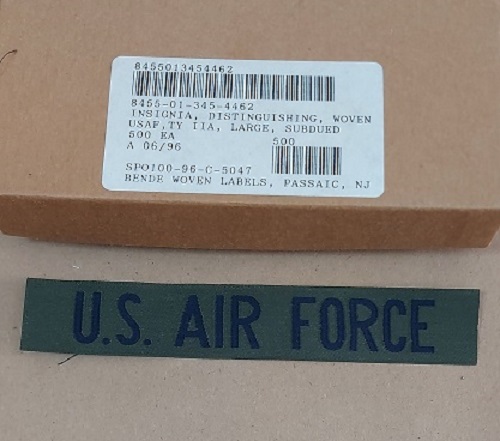 8455013454462
8455-01-345-4462
INSIGNIA, DISTINGUISHING, WOVEN
USAF,TY IIA, LARGE, SUBDUED
500 EA
500
A 06/96
SPO100-96-C-5047
BENDE WOVEN LABELS, PASSAIC, NJ
U.S. AIR FORCE